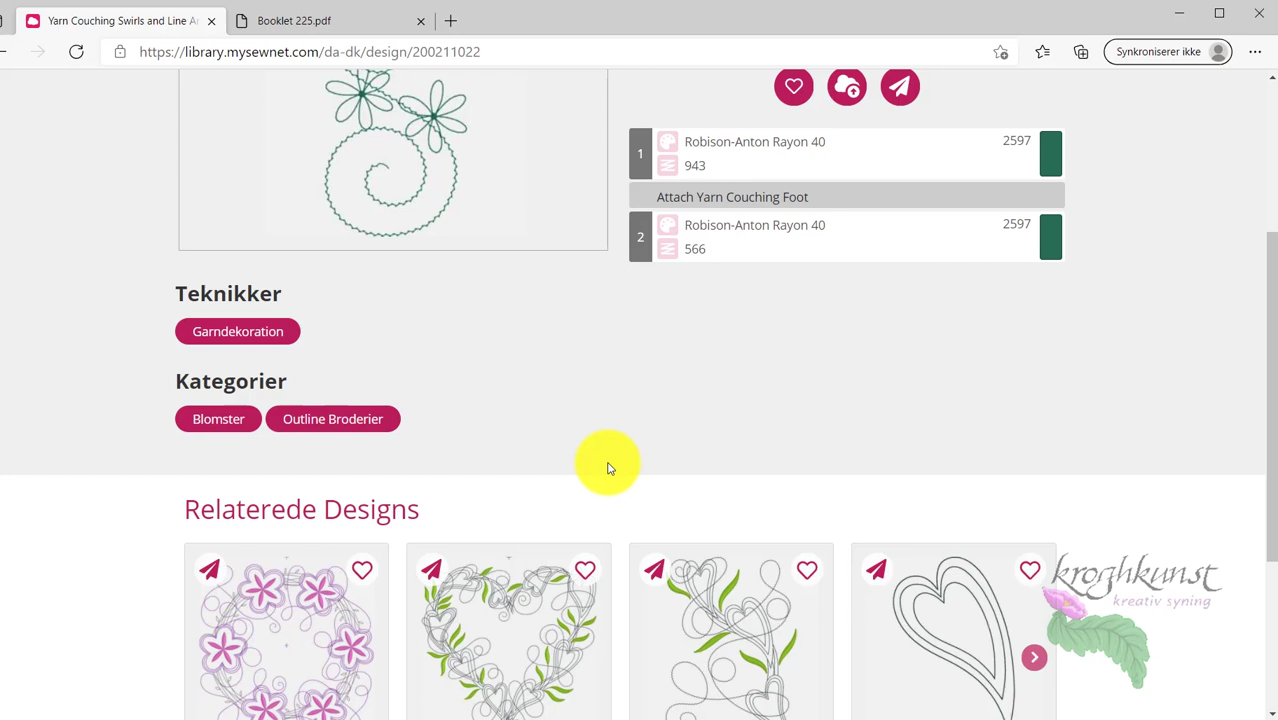 Yarn Couching Swirls and Line Ar
Booklet 225.pdf
https://library.mysewnet.com/da-dk/design/200211022
Synkroniserer ikke
1
Robison-Anton Rayon 40
2597
943
Attach Yarn Couching Foot
2
Robison-Anton Rayon 40
2597
566
Teknikker
Garndekoration
Kategorier
Blomster
Outline Broderier
Relaterede Designs
kroghkunst
kreativ syning